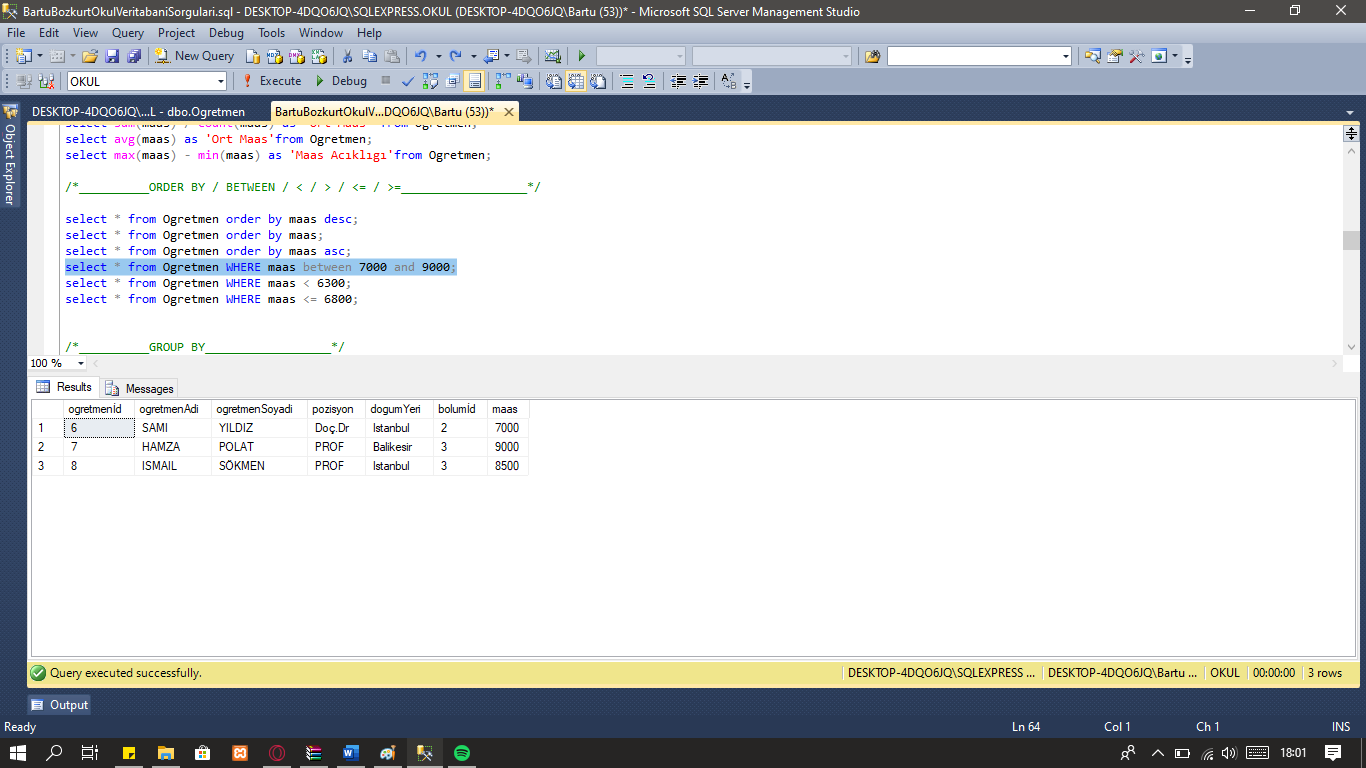 BartuBozkurtOkulVeritabaniSorgulari.sql - DESKTOP-4DQO6JQ\SQLEXPRESS.OKUL (DESKTOP-4DQO6JQ\Bartu (53))* - Microsoft SQL Server Management Studio
File Edit View Query Project Debug Tools Window Help
New Query
OKUL Execute Debug
DESKTOP-4DQO6JQ\...L - dbo.Ogretmen BartuBozkurtOkulV...DQO6JQ\Bartu (53))*
Object Explorer
select sum(maas) / count(maas) as 'Ort Maas' from Ogretmen;
select avg(maas) as 'Ort Maas'from Ogretmen;
select max(maas) - min(maas) as 'Maas Acıklıgı'from Ogretmen;
/*__________ORDER BY / BETWEEN / < / > / <= / >=__________________*/
select * from Ogretmen order by maas desc;
select * from Ogretmen order by maas;
select * from Ogretmen order by maas asc;
select * from Ogretmen WHERE maas between 7000 and 9000;
select * from Ogretmen WHERE maas < 6300;
select * from Ogretmen WHERE maas <= 6800;
/*__________GROUP BY__________________*/
100 %
Results Messages
ogretmenİd ogretmenAdi ogretmenSoyadi pozisyon dogumYeri bolumİd maas
1 6 SAMI YILDIZ Doç.Dr Istanbul 2 7000
2 7 HAMZA POLAT PROF Balikesir 3 9000
3 8 ISMAIL SÖKMEN PROF Istanbul 3 8500
Query executed successfully. DESKTOP-4DQO6JQ\SQLEXPRESS ... DESKTOP-4DQO6JQ\Bartu ... OKUL 00:00:00 3 rows
Output
Ready Ln 64 Col 1 Ch 1 INS
18:01